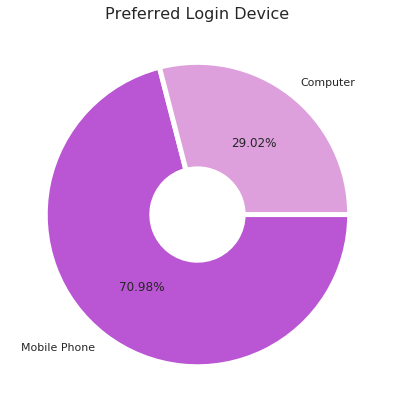 Preferred Login Device
Computer
29.02%
70.98%
Mobile Phone